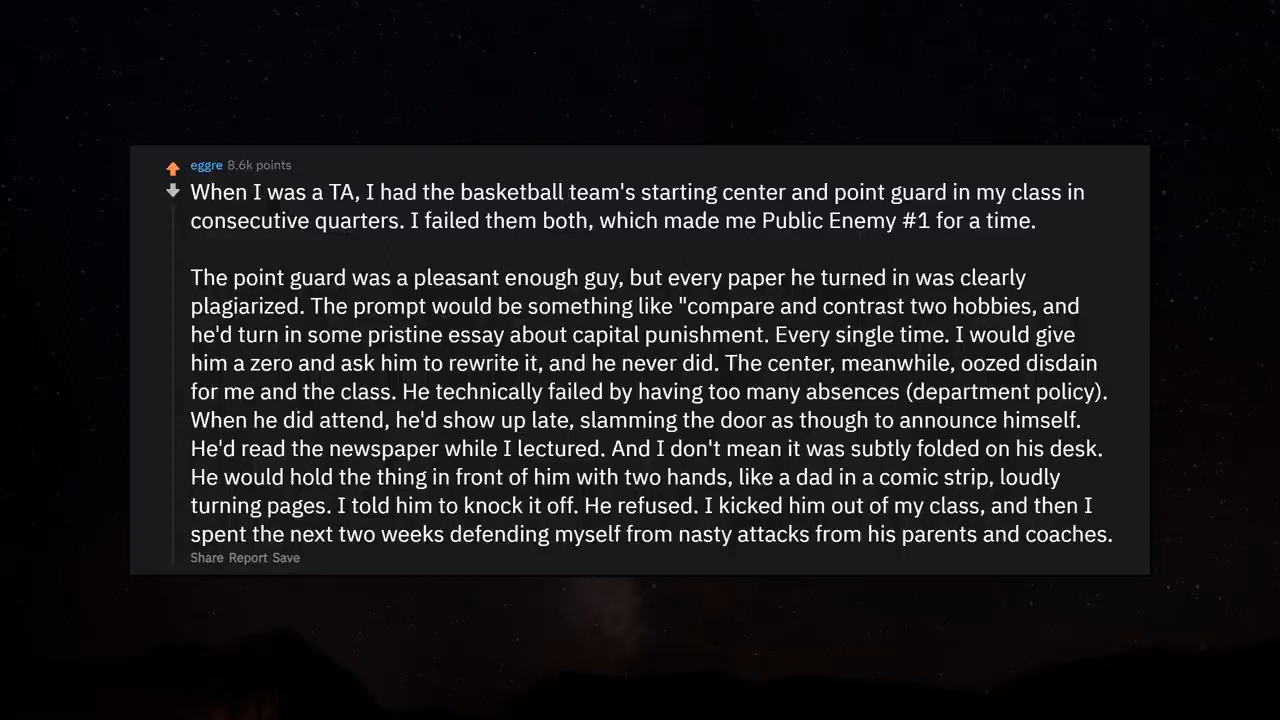 eggre 8.6k points
When I was a TA, I had the basketball team's starting center and point guard in my class in
consecutive quarters. I failed them both, which made me Public Enemy #1 for a time.
The point guard was a pleasant enough guy, but every paper he turned in was clearly
plagiarized. The prompt would be something like "compare and contrast two hobbies, and
he'd turn in some pristine essay about capital punishment. Every single time. I would give
him a zero and ask him to rewrite it, and he never did. The center, meanwhile, oozed disdain
for me and the class. He technically failed by having too many absences (department policy).
When he did attend, he'd show up late, slamming the door as though to announce himself.
He'd read the newspaper while I lectured. And I don't mean it was subtly folded on his desk.
He would hold the thing in front of him with two hands, like a dad in a comic strip, loudly
turning pages. I told him to knock it off. He refused. I kicked him out of my class, and then I
spent the next two weeks defending myself from nasty attacks from his parents and coaches.
Share Report Save